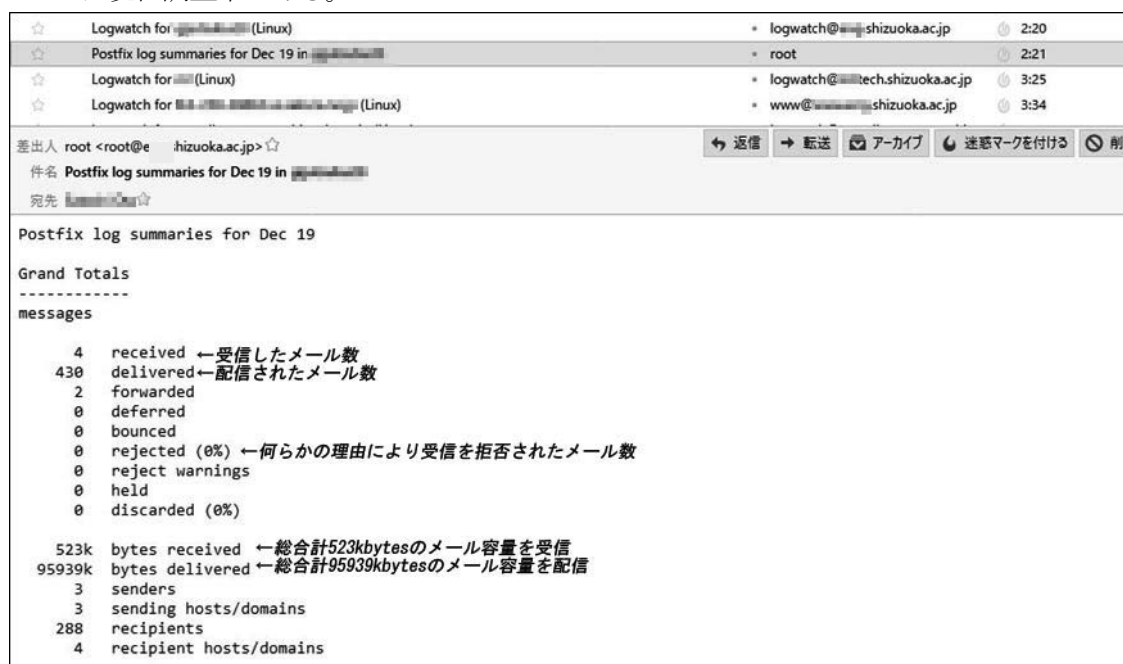 Logwatch for (Linux) logwatch@ shizuoka.ac.jp 2:20
Postfix log summaries for Dec 19 in root 2:21
Logwatch for (Linux) logwatch@ tech.shizuoka.ac.jp 3:25
Logwatch for (Linux) www@ shizuoka.ac.jp 3:34
差出人 root <root@e hizuoka.ac.jp> 返信 転送 アーカイブ 迷惑マークを付ける 削
件名 Postfix log summaries for Dec 19 in
宛先
Postfix log summaries for Dec 19
Grand Totals
------------
messages
4 received ←受信したメール数
430 delivered←配信されたメール数
2 forwarded
0 deferred
0 bounced
0 rejected (0%) ←何らかの理由により受信を拒否されたメール数
0 reject warnings
0 held
0 discarded (0%)
523k bytes received ←総合計523kbytesのメール容量を受信
95939k bytes delivered←総合計95939kbytesのメール容量を配信
3 senders
3 sending hosts/domains
288 recipients
4 recipient hosts/domains